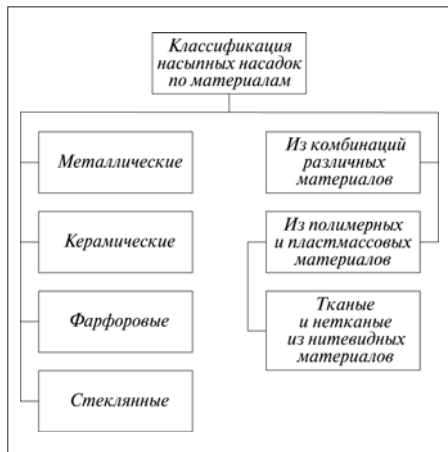 Классификация
насыпных насадок
по материалам
Металлические
Керамические
Фарфоровые
Стеклянные
Из комбинаций
различных
материалов
Из полимерных
и пластмассовых
материалов
Тканые
и нетканые
из нитевидных
материалов